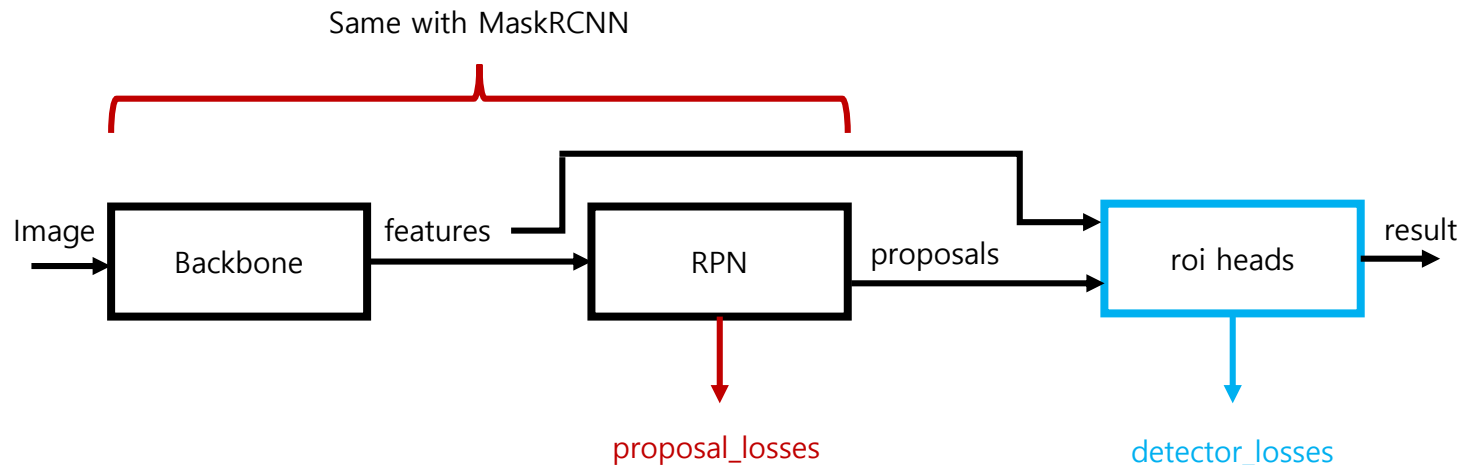 Same with MaskRCNN
Image
Backbone
features
RPN
proposals
roi heads
result
proposal_losses
detector_losses